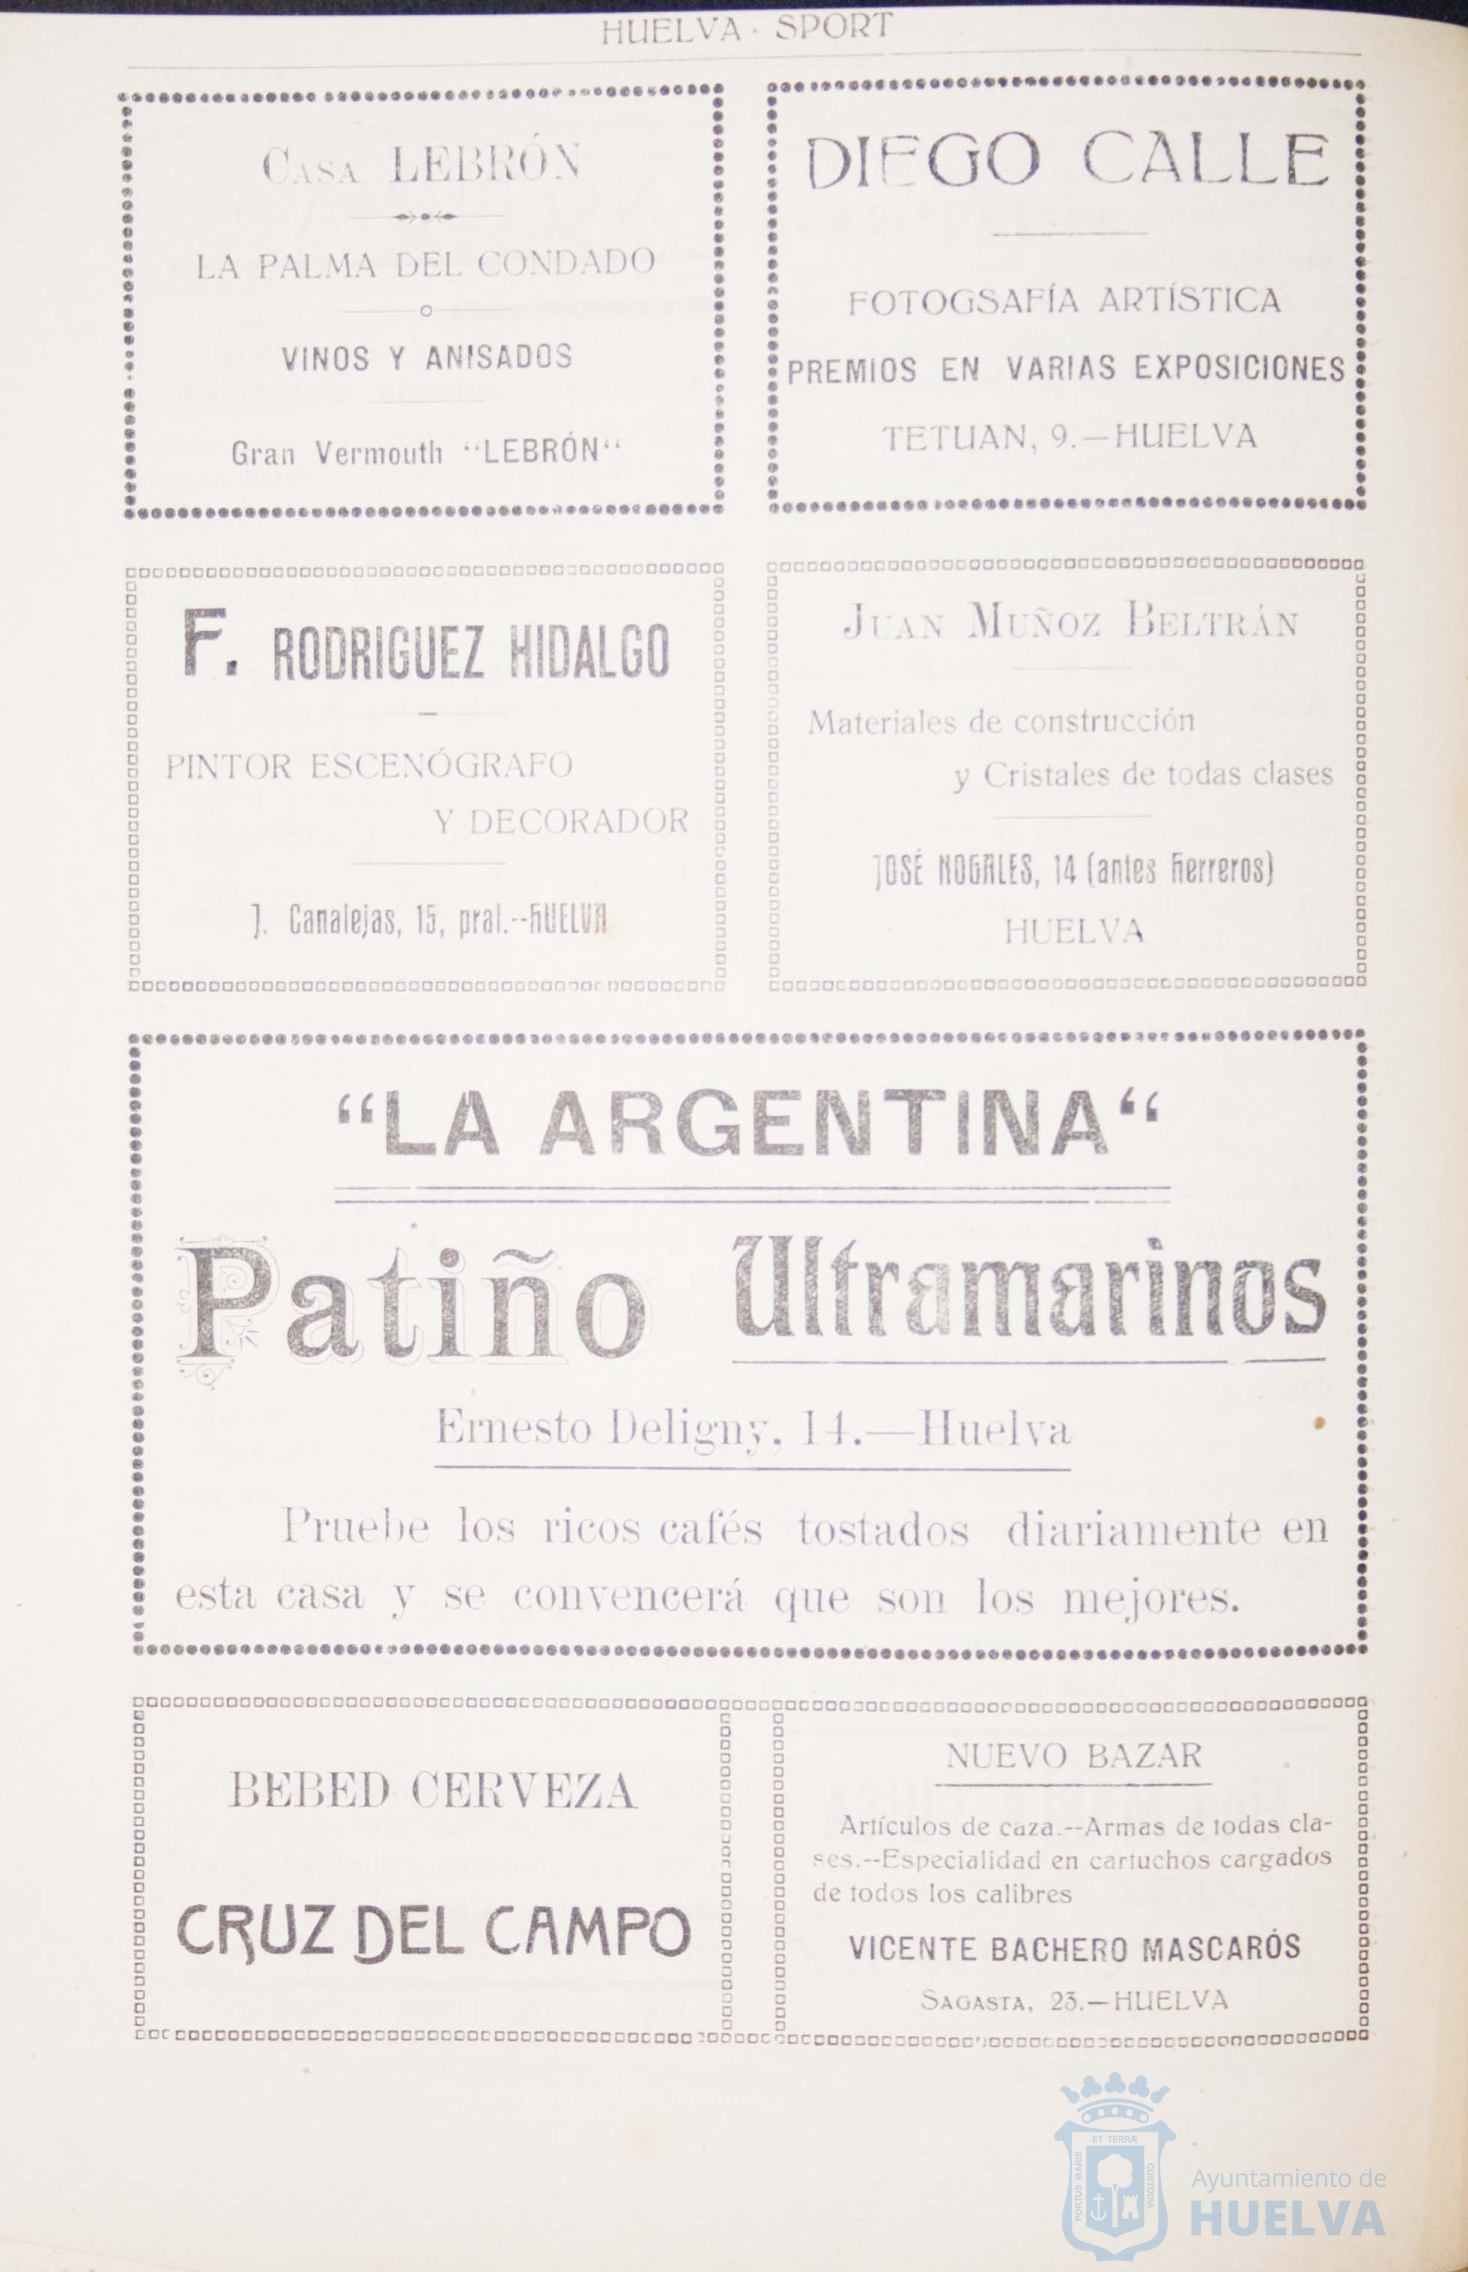 HUELVA - SPORT
CASA LEBRÓN
LA PALMA DEL CONDADO
VINOS Y ANISADOS
Gran Vermouth “LEBRÓN“
DIEGO CALLE
FOTOGSAFÍA ARTÍSTICA
PREMIOS EN VARIAS EXPOSICIONES
TETUAN, 9.—HUELVA
F. RODRIGUEZ HIDALGO
PINTOR ESCENÓGRAFO
Y DECORADOR
J. Canalejas, 15, pral.--HUELVA
JUAN MUÑOZ BELTRÁN
Materiales de construcción
y Cristales de todas clases
JOSÉ NOGALES, 14 (antes Herreros)
HUELVA
“LA ARGENTINA“
Patiño Ultramarinos
Ernesto Deligny, 14.—Huelva
Pruebe los ricos cafés tostados diariamente en
esta casa y se convencerá que son los mejores.
BEBED CERVEZA
CRUZ DEL CAMPO
NUEVO BAZAR
Artículos de caza.--Armas de todas cla-
ses.--Especialidad en cartuchos cargados
de todos los calibres
VICENTE BACHERO MASCARÓS
SAGASTA, 23.—HUELVA
PORTUS MARIS
ET TERRÆ
CUSTODIA
Ayuntamiento de
HUELVA